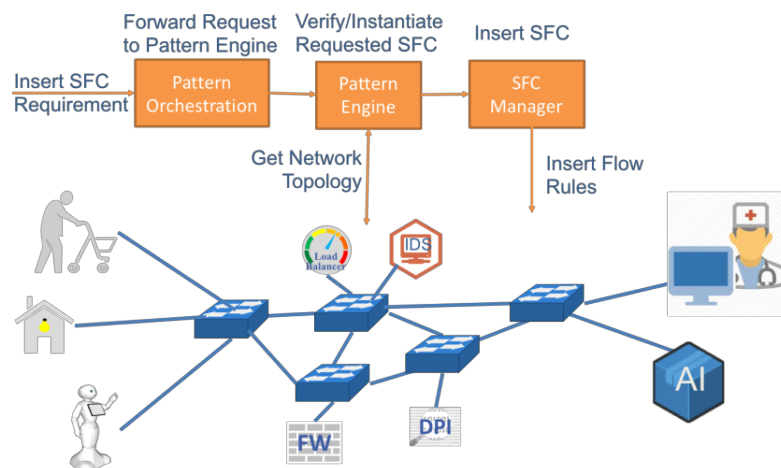 Forward Request
to Pattern Engine
Verify/Instantiate
Requested SFC
Insert SFC
Insert SFC
Requirement
Pattern
Orchestration
Pattern
Engine
SFC
Manager
Get Network
Topology
Insert Flow
Rules
Load
Balancer
IDS
FW
DPI
AI